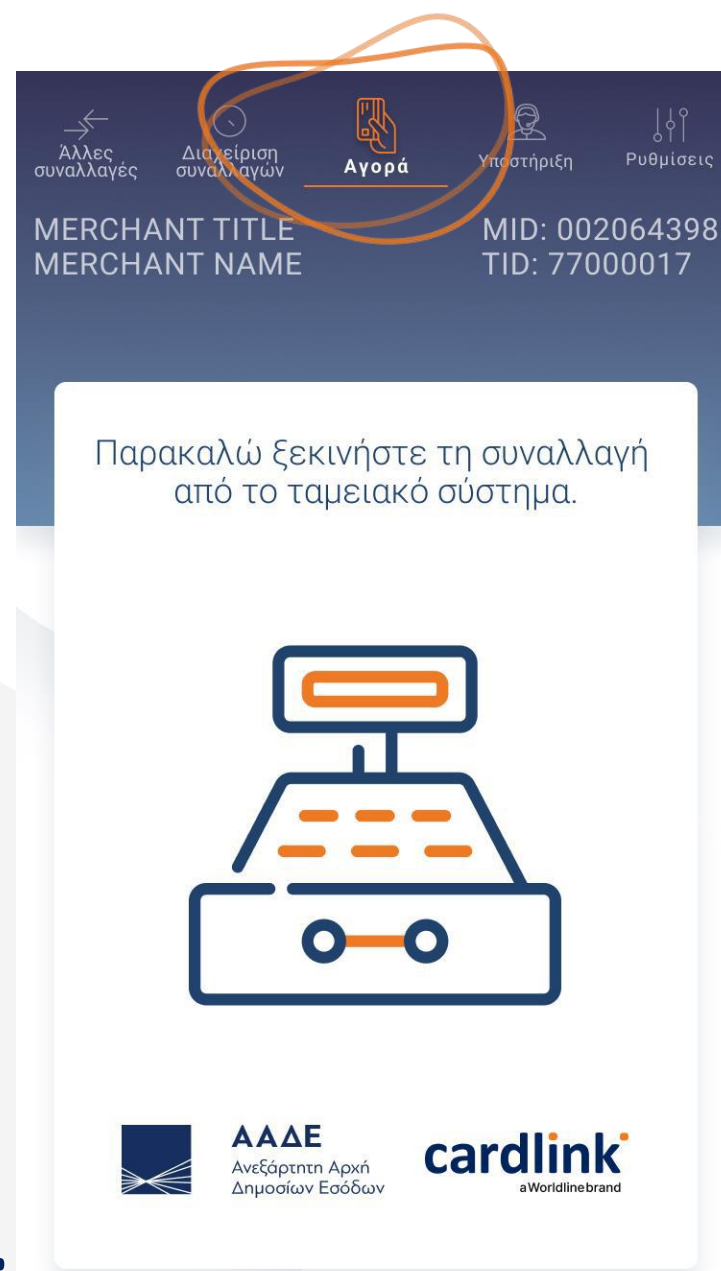 Άλλες
συναλλαγές
Διαχείριση
συναλλαγών
Αγορά
Υποστήριξη
Ρυθμίσεις
MERCHANT TITLE
MERCHANT NAME
MID: 002064398
TID: 77000017
Παρακαλώ ξεκινήστε τη συναλλαγή
από το ταμειακό σύστημα.
ΑΑΔΕ
Ανεξάρτητη Αρχή
Δημοσίων Εσόδων
cardlink
a Worldline brand